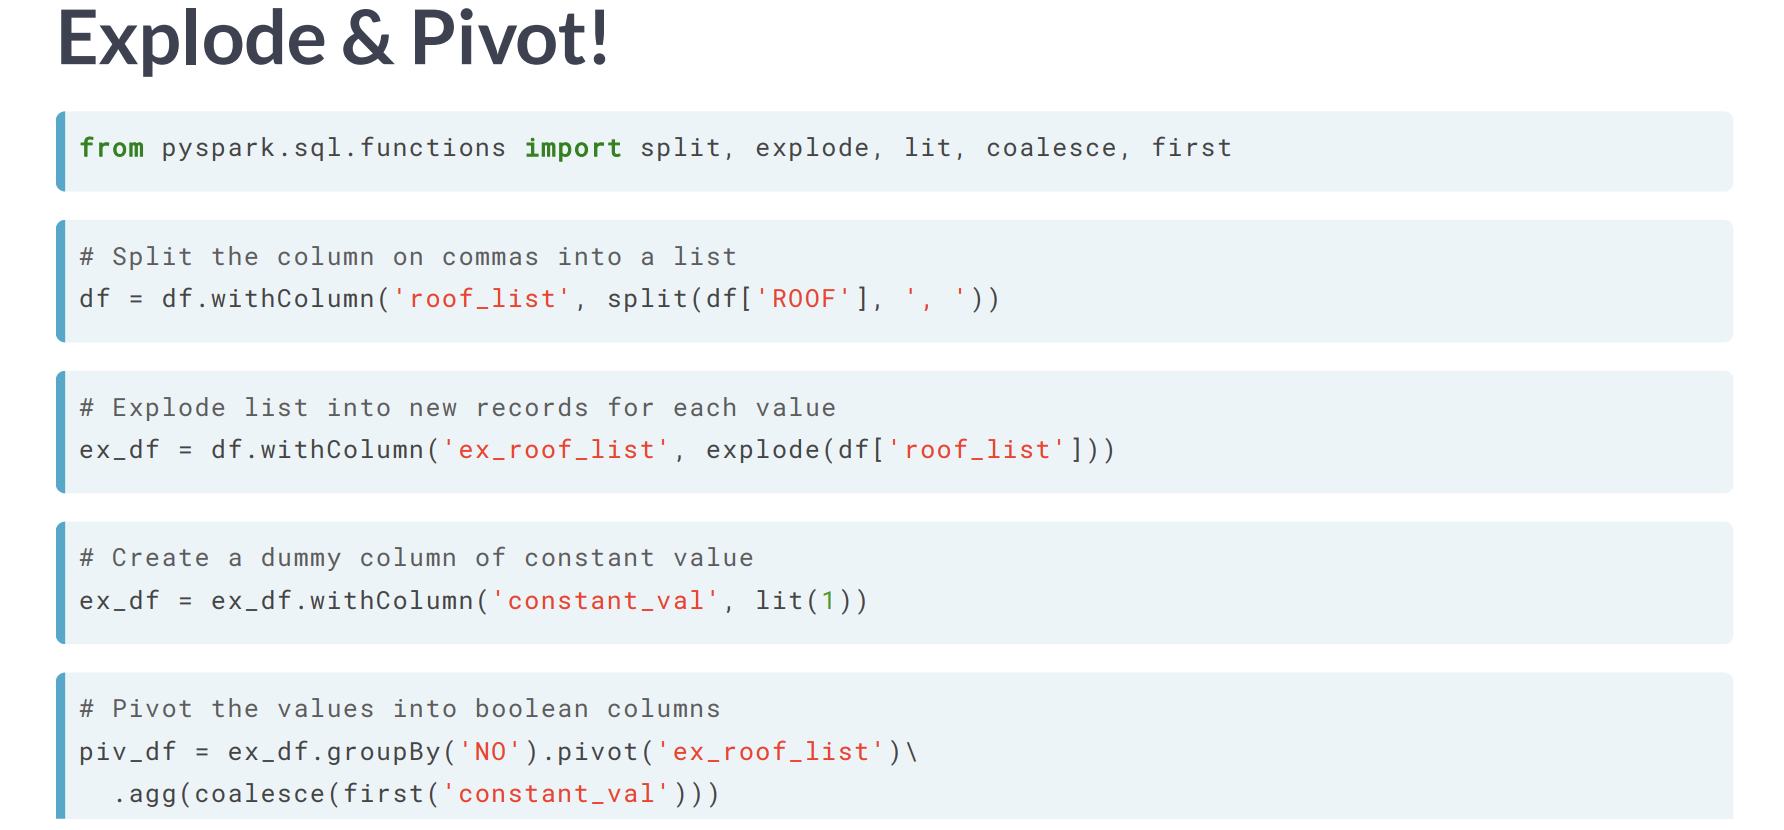 Explode & Pivot!
from pyspark.sql.functions import split, explode, lit, coalesce, first
# Split the column on commas into a list
df = df.withColumn('roof_list', split(df['ROOF'], ', '))
# Explode list into new records for each value
ex_df = df.withColumn('ex_roof_list', explode(df['roof_list']))
# Create a dummy column of constant value
ex_df = ex_df.withColumn('constant_val', lit(1))
# Pivot the values into boolean columns
piv_df = ex_df.groupBy('NO').pivot('ex_roof_list')\
  .agg(coalesce(first('constant_val')))